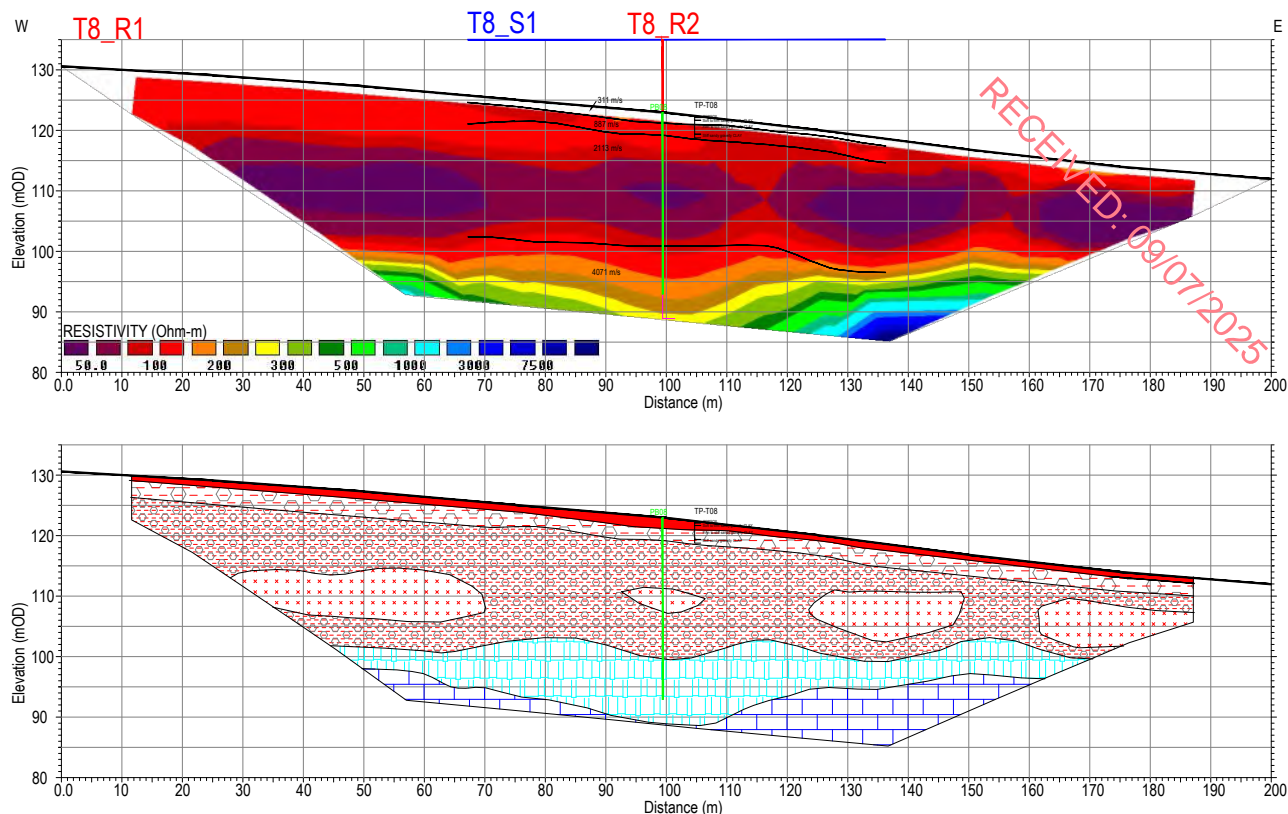 W
T8_R1
T8_S1
T8_R2
E
RECEIVED: 09/07/2025
Elevation (mOD)
130
120
110
100
90
80
PB08
TP-T08
311 m/s
887 m/s
2113 m/s
4071 m/s
RESISTIVITY (Ohm-m)
50.0 100 200 300 500 1000 3000 7500
0.0 10 20 30 40 50 60 70 80 90 100 110 120 130 140 150 160 170 180 190 200
Distance (m)
Elevation (mOD)
130
120
110
100
90
80
PB08
TP-T08
0.0 10 20 30 40 50 60 70 80 90 100 110 120 130 140 150 160 170 180 190 200
Distance (m)